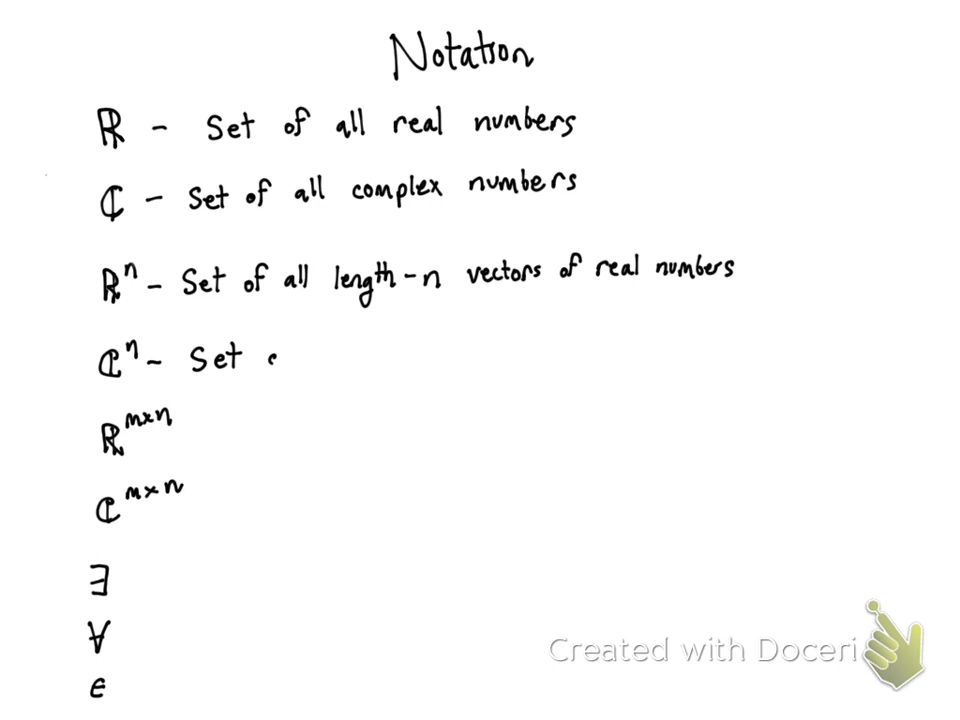 Notation
ℝ - Set of all real numbers
ℂ - Set of all complex numbers
ℝⁿ - Set of all length-n vectors of real numbers
ℂⁿ - Set
ℝᵐˣⁿ
ℂᵐˣⁿ
∃
∀
∈
Created with Doceri